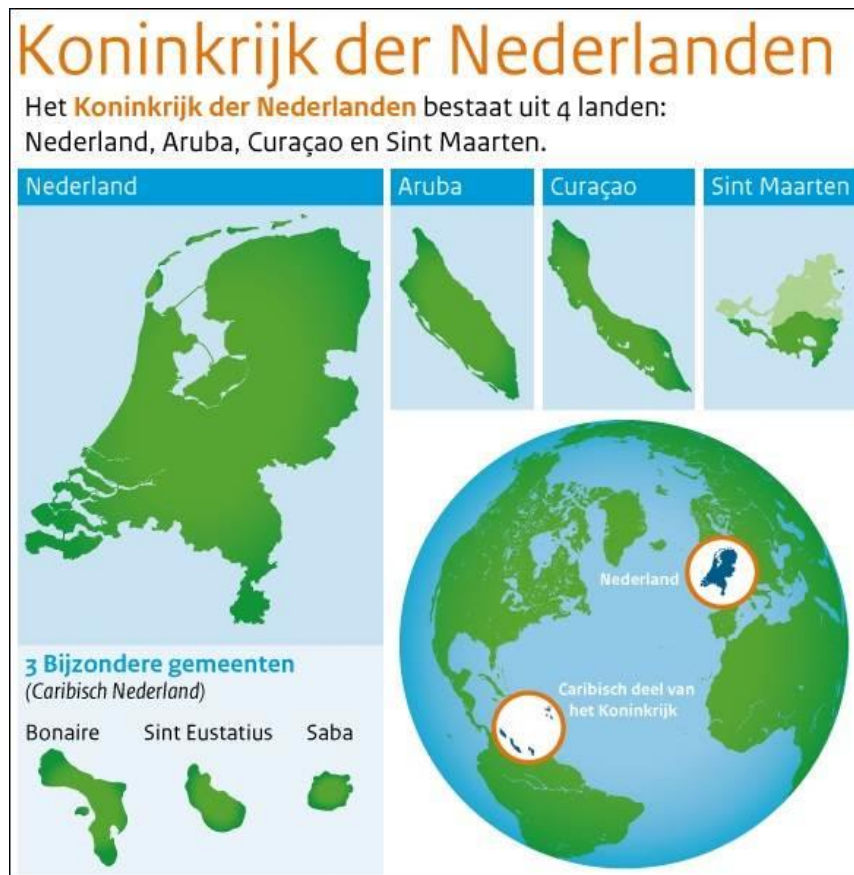 Koninkrijk der Nederlanden
Het Koninkrijk der Nederlanden bestaat uit 4 landen:
Nederland, Aruba, Curaçao en Sint Maarten.
Nederland
Aruba
Curaçao
Sint Maarten
Nederland
Caribisch deel van
het Koninkrijk
3 Bijzondere gemeenten
(Caribisch Nederland)
Bonaire
Sint Eustatius
Saba